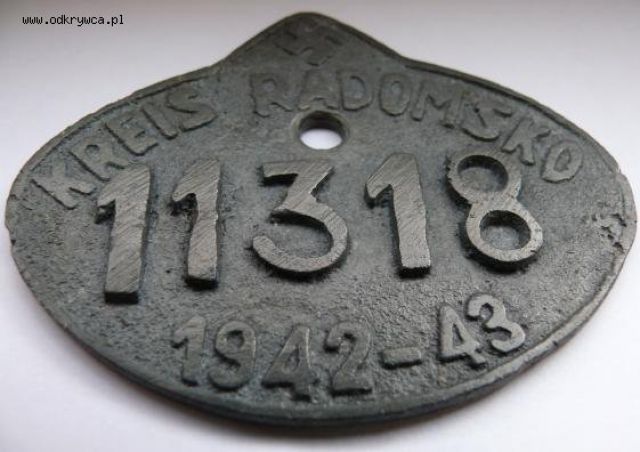 www.odkrywca.pl
KREIS RADOMSKO
11318
1942-43